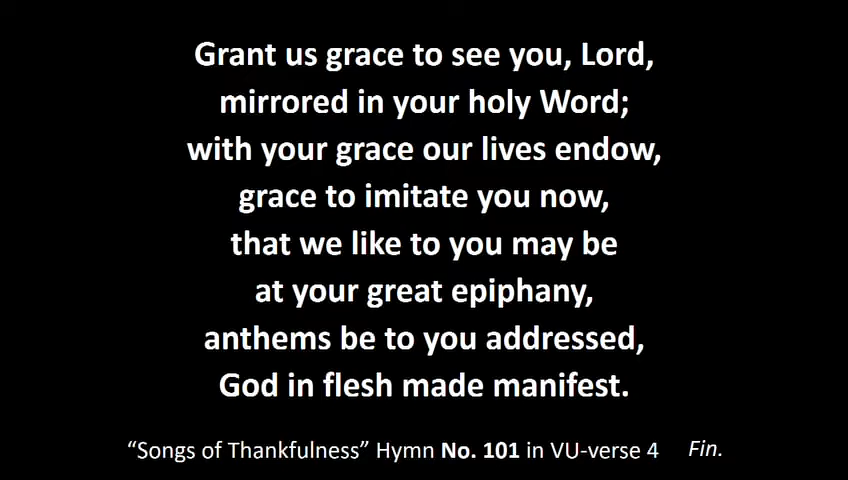 Grant us grace to see you, Lord,
mirrored in your holy Word;
with your grace our lives endow,
grace to imitate you now,
that we like to you may be
at your great epiphany,
anthems be to you addressed,
God in flesh made manifest.
“Songs of Thankfulness” Hymn No. 101 in VU-verse 4 Fin.